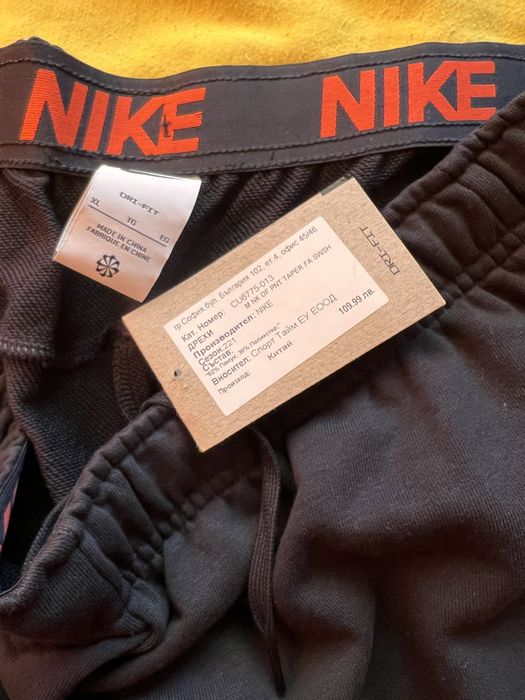 NIKE NIKE
DRI-FIT
XL TG EG
MADE IN CHINA
FABRIQUÉ EN CHINE
DRI-FIT
гр.София,бул. България 102, ет.4, офис 45/46
Кат. Номер: CU6775-013
ДРЕХИ M NK DF PNT TAPER FA SWSH
Производител: NIKE
Сезон: 221
Състав:
Вносител: Спорт Тайм ЕУ ЕООД
Произход: Китай
109.99 лв.